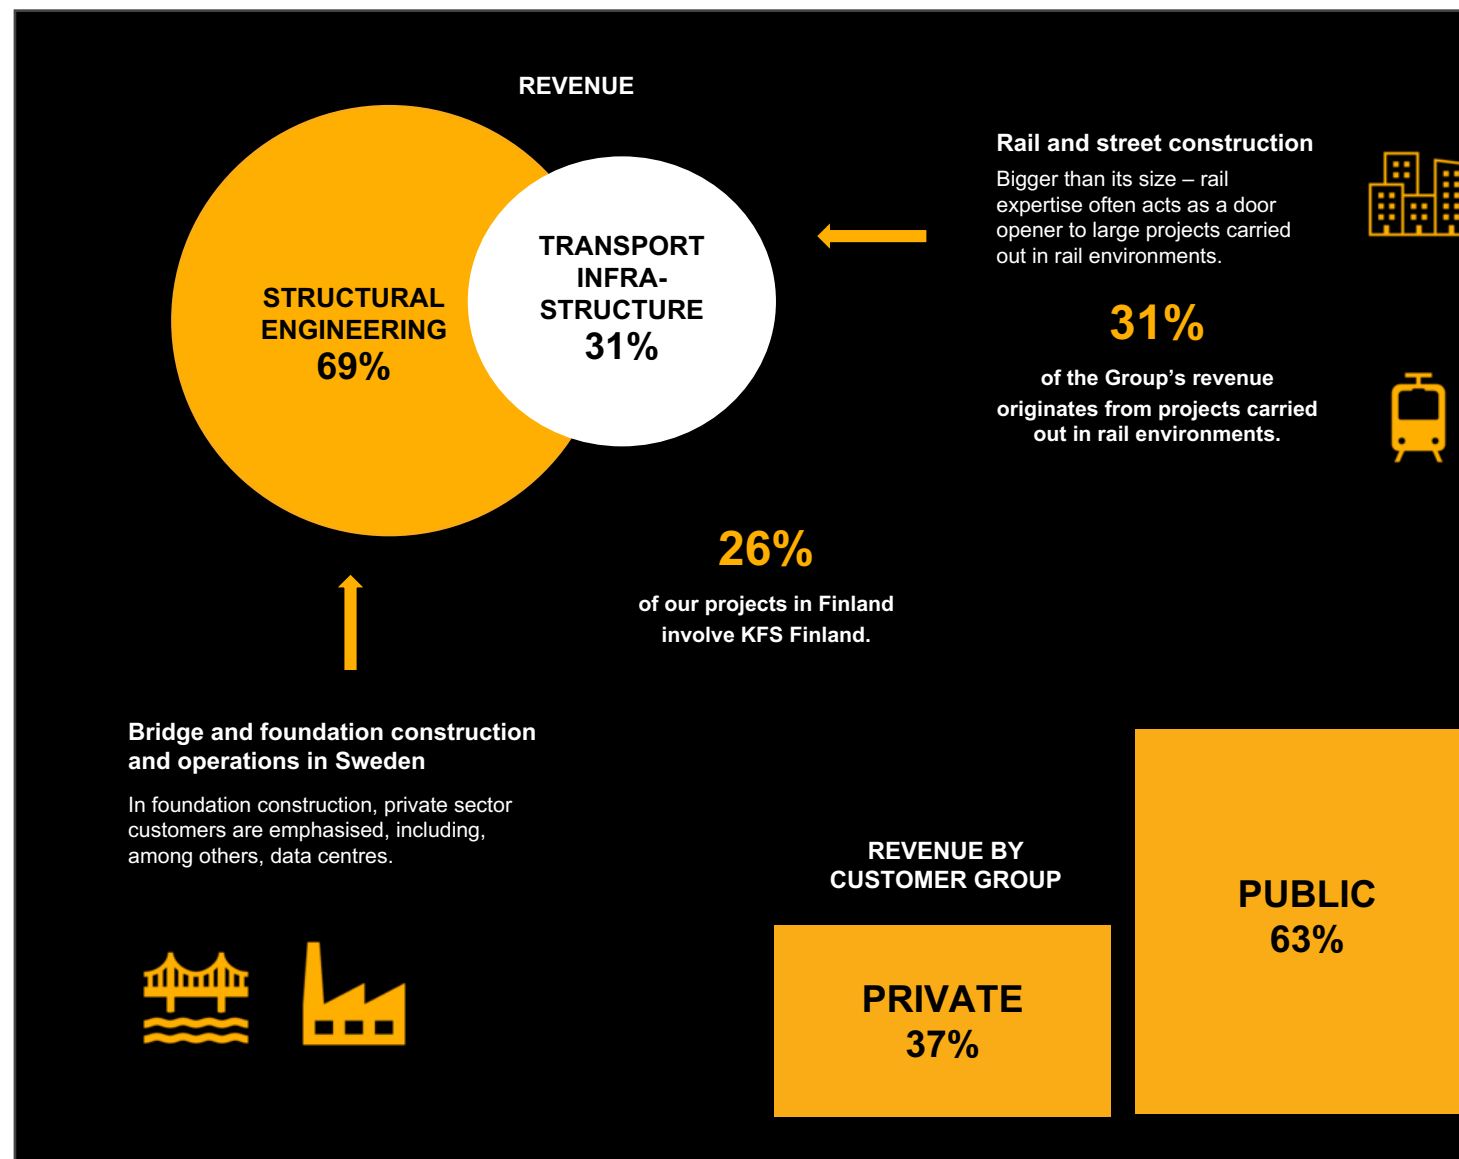 REVENUE
STRUCTURAL
ENGINEERING
69%
TRANSPORT
INFRA-
STRUCTURE
31%
Rail and street construction
Bigger than its size – rail
expertise often acts as a door
opener to large projects carried
out in rail environments.
31%
of the Group’s revenue
originates from projects carried
out in rail environments.
26%
of our projects in Finland
involve KFS Finland.
Bridge and foundation construction
and operations in Sweden
In foundation construction, private sector
customers are emphasised, including,
among others, data centres.
REVENUE BY
CUSTOMER GROUP
PRIVATE
37%
PUBLIC
63%